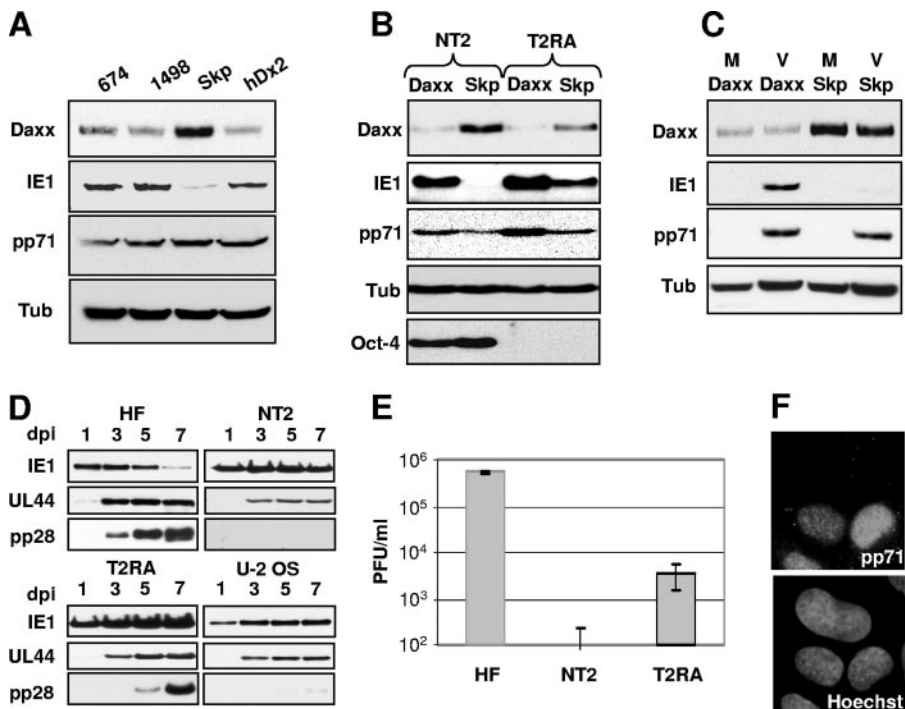 A
674 1498 Skp hDx2
Daxx
IE1
pp71
Tub
B
NT2 T2RA
Daxx Skp Daxx Skp
Daxx
IE1
pp71
Tub
Oct-4
C
M V M V
Daxx Daxx Skp Skp
Daxx
IE1
pp71
Tub
D
HF NT2
dpi 1 3 5 7 1 3 5 7
IE1
UL44
pp28
T2RA U-2 OS
dpi 1 3 5 7 1 3 5 7
IE1
UL44
pp28
E
PFU/ml
10⁶
10⁵
10⁴
10³
10²
HF NT2 T2RA
F
pp71
Hoechst